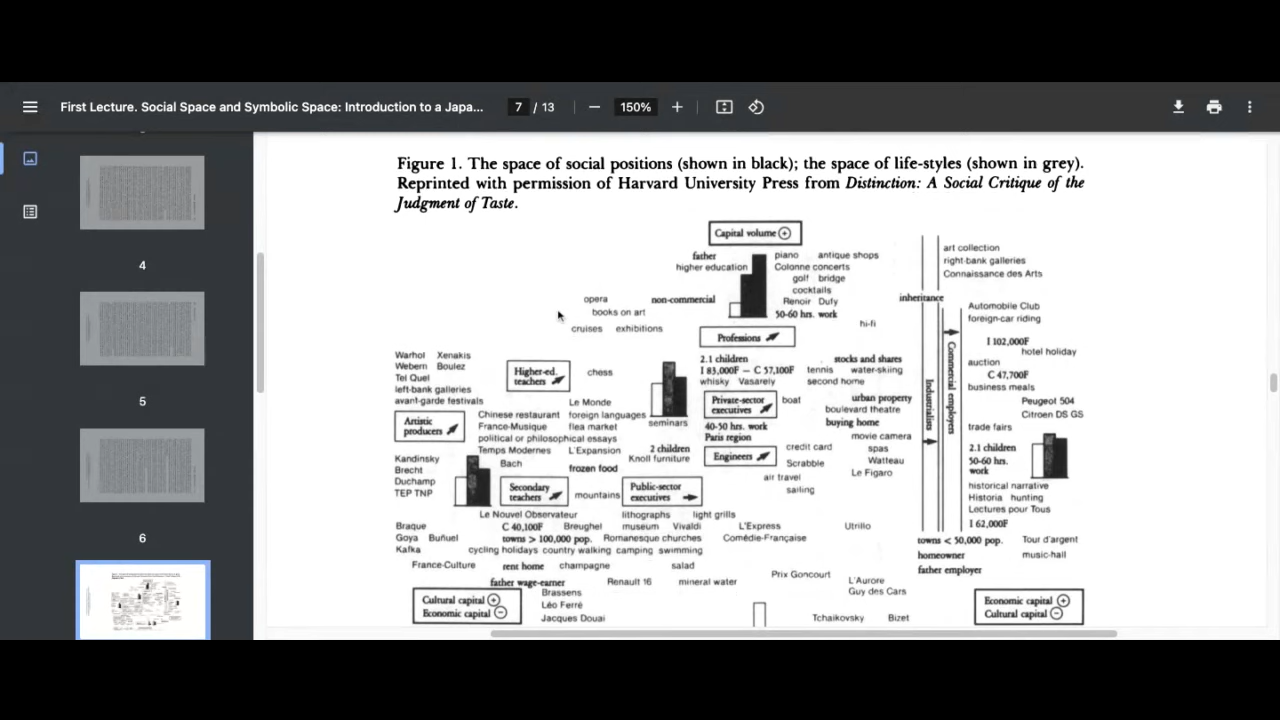 First Lecture. Social Space and Symbolic Space: Introduction to a Japa...
7 / 13
150%
4
5
6
Figure 1. The space of social positions (shown in black); the space of life-styles (shown in grey).
Reprinted with permission of Harvard University Press from Distinction: A Social Critique of the
Judgment of Taste.
Capital volume +
father
higher education
piano antique shops
Colonne concerts
golf bridge
cocktails
Renoir Dufy
50-60 hrs. work
opera
books on art
cruises exhibitions
non-commercial
hi-fi
Professions
inheritance
art collection
right-bank galleries
Connaissance des Arts
Automobile Club
foreign-car riding
I 102,000F
hotel holiday
auction
C 47,700F
business meals
Peugeot 504
Citroen DS GS
trade fairs
2.1 children
50-60 hrs.
work
historical narrative
Historia hunting
Lectures pour Tous
I 62,000F
Industrialists
Commercial employers
Warhol Xenakis
Webern Boulez
Tel Quel
left-bank galleries
avant-garde festivals
Higher-ed.
teachers
chess
2.1 children
I 83,000F – C 57,100F
whisky Vasarely
stocks and shares
tennis water-skiing
second home
Artistic
producers
Chinese restaurant
France-Musique
political or philosophical essays
Temps Modernes L'Expansion
Bach
Le Monde
foreign languages
flea market
seminars
Private-sector
executives
boat
urban property
boulevard theatre
buying home
40-50 hrs. work
Paris region
movie camera
spas
Watteau
Le Figaro
Kandinsky
Brecht
Duchamp
TEP TNP
frozen food
2 children
Knoll furniture
Engineers
credit card
Scrabble
air travel
sailing
Secondary
teachers
mountains
Public-sector
executives
Le Nouvel Observateur lithographs light grills
Braque
Goya Buñuel
Kafka
C 40,100F Breughel museum Vivaldi L'Express Utrillo
towns > 100,000 pop. Romanesque churches Comédie-Française
cycling holidays country walking camping swimming
towns < 50,000 pop. Tour d'argent
homeowner music-hall
father employer
France-Culture rent home champagne salad
father wage-earner Renault 16 mineral water Prix Goncourt
L'Aurore
Guy des Cars
Cultural capital +
Economic capital −
Brassens
Léo Ferré
Jacques Douai
Tchaikovsky Bizet
Economic capital +
Cultural capital −